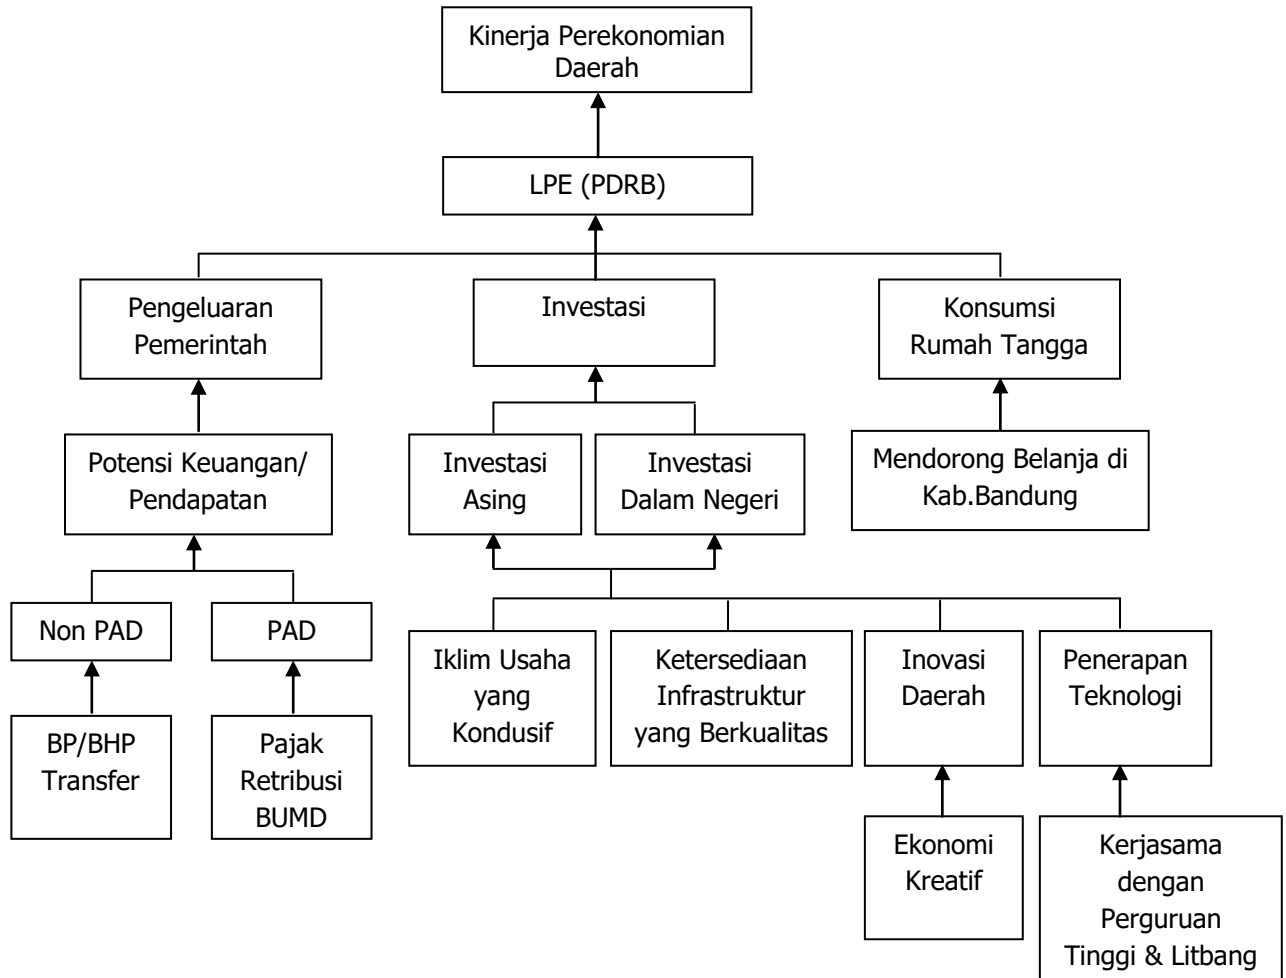 Kinerja Perekonomian
Daerah
LPE (PDRB)
Pengeluaran
Pemerintah
Investasi
Konsumsi
Rumah Tangga
Potensi Keuangan/
Pendapatan
Investasi
Asing
Investasi
Dalam Negeri
Mendorong Belanja di
Kab.Bandung
Non PAD
PAD
Iklim Usaha
yang
Kondusif
Ketersediaan
Infrastruktur
yang Berkualitas
Inovasi
Daerah
Penerapan
Teknologi
BP/BHP
Transfer
Pajak
Retribusi
BUMD
Ekonomi
Kreatif
Kerjasama
dengan
Perguruan
Tinggi & Litbang